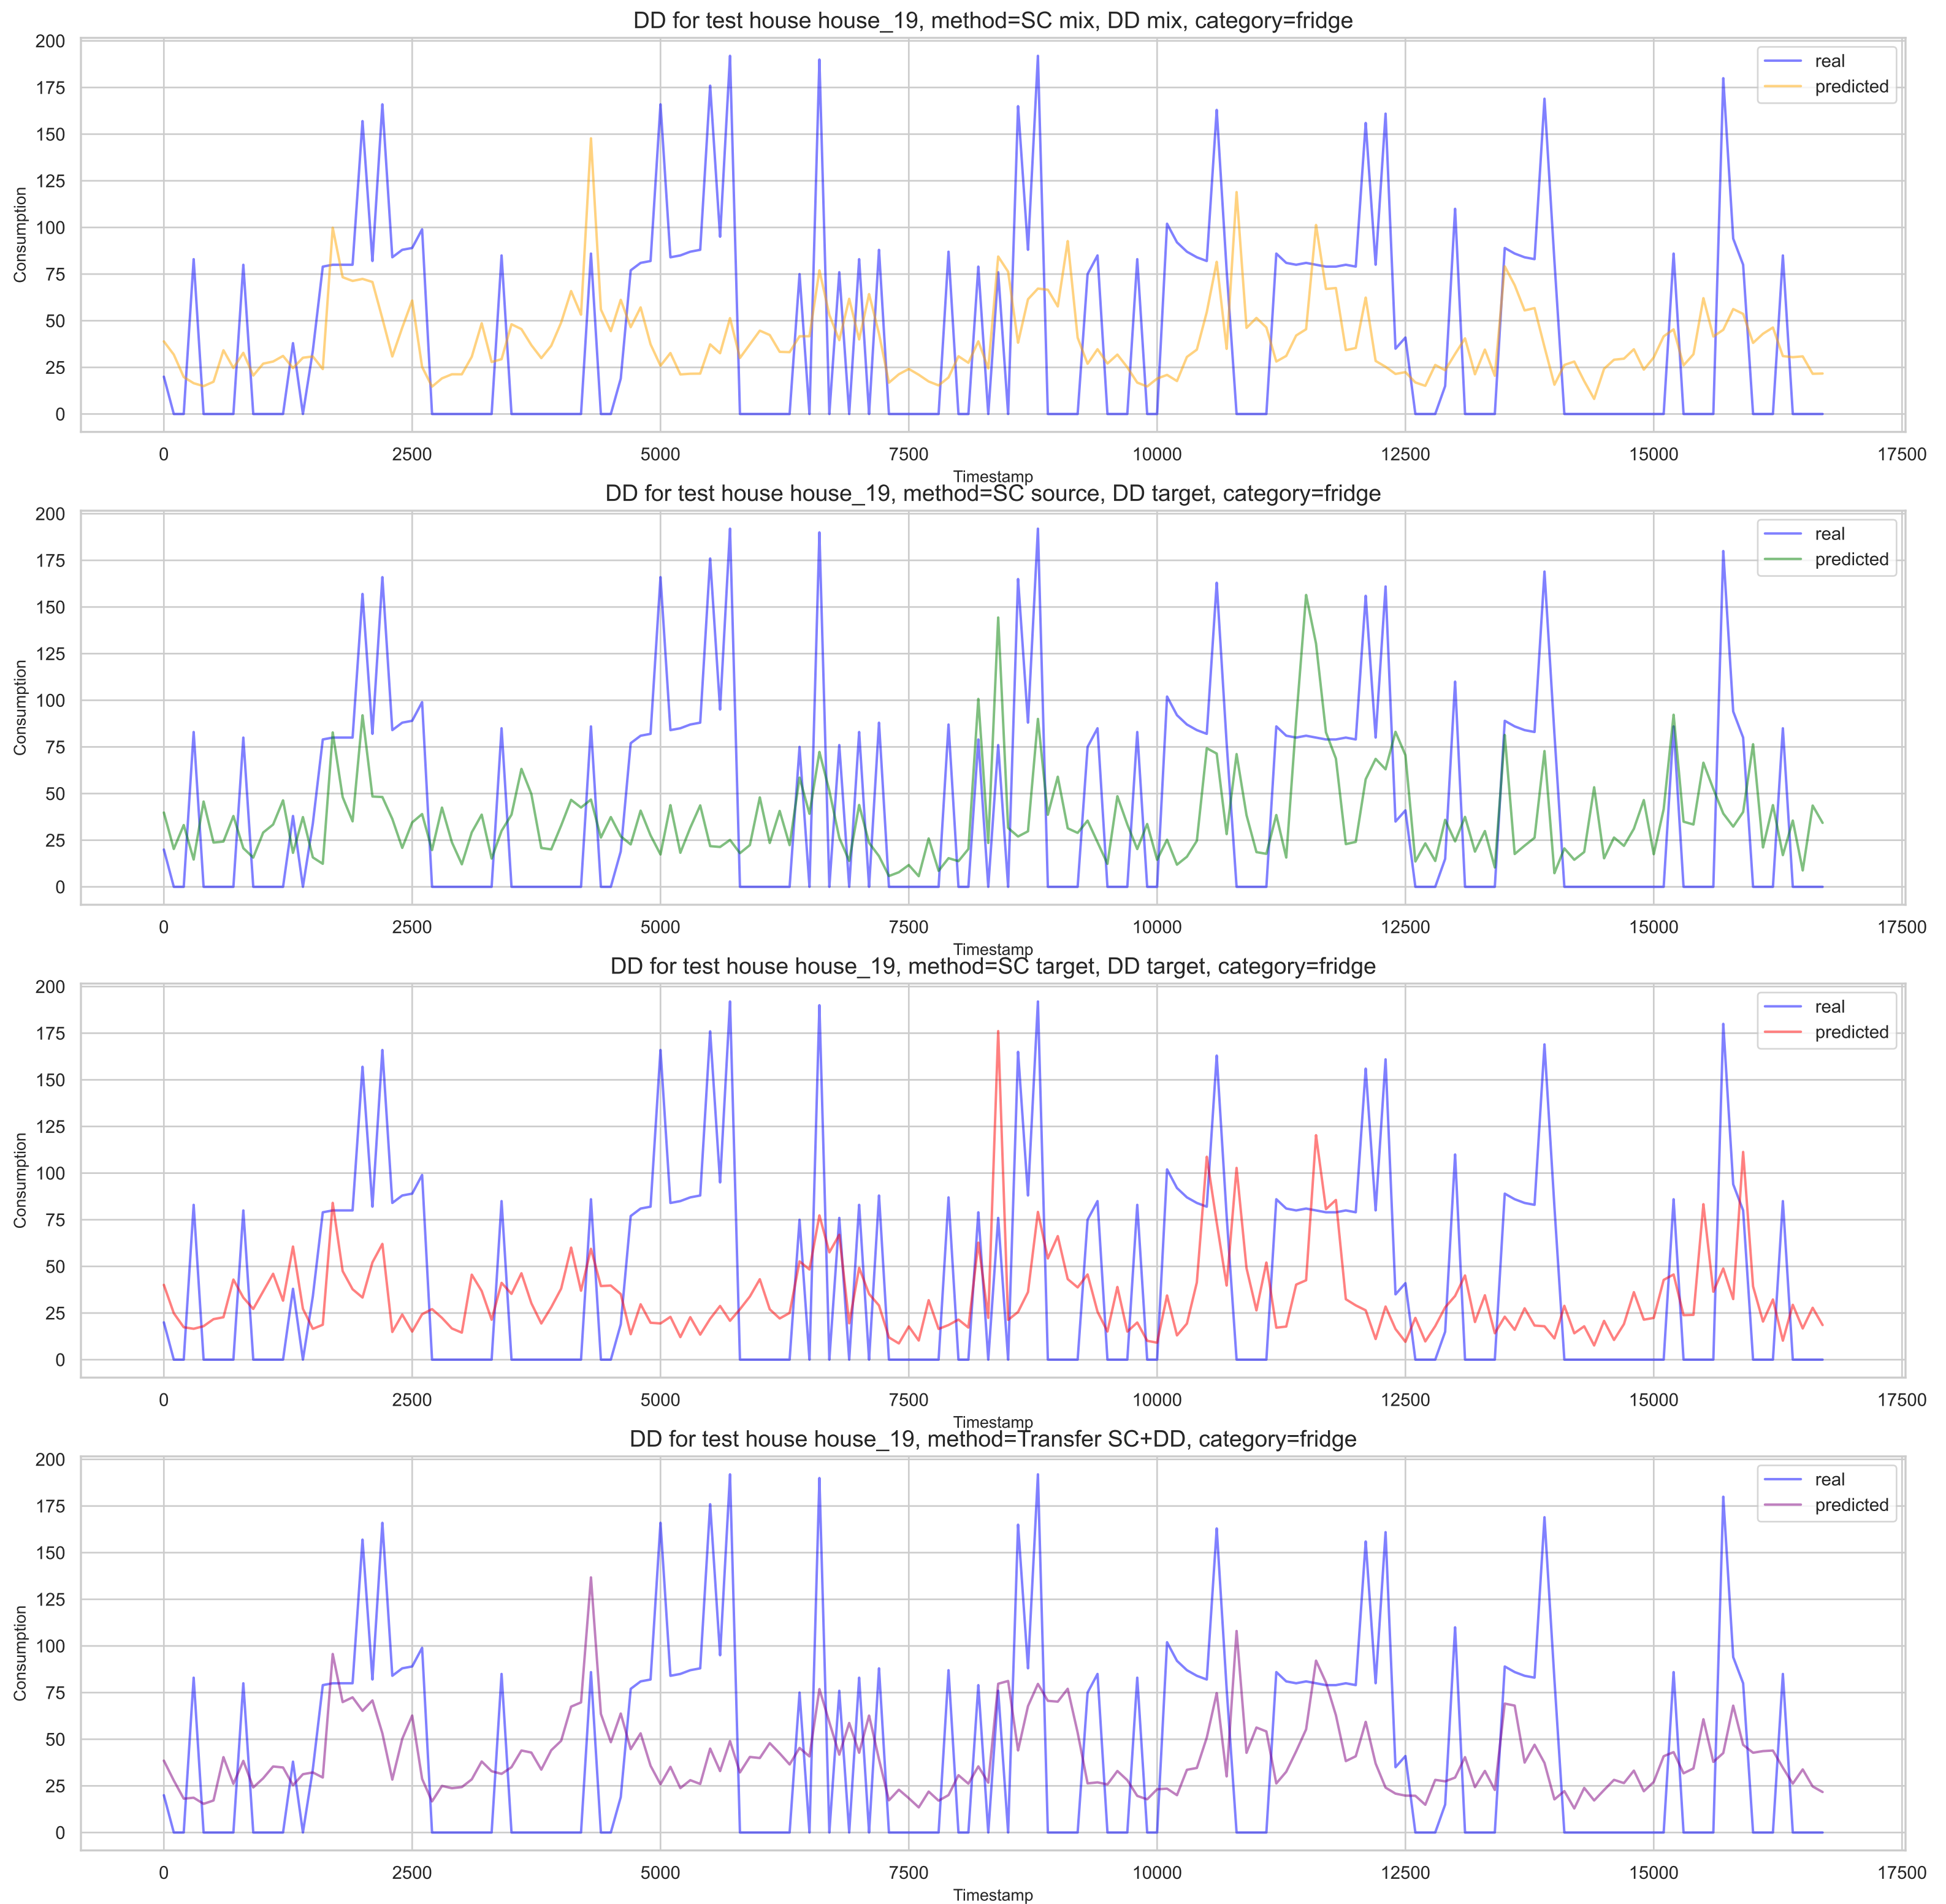 DD for test house house_19, method=SC mix, DD mix, category=fridge
200
175
150
125
100
75
50
25
0
Consumption
real
predicted
0 2500 5000 7500 10000 12500 15000 17500
Timestamp
DD for test house house_19, method=SC source, DD target, category=fridge
200
175
150
125
100
75
50
25
0
Consumption
real
predicted
0 2500 5000 7500 10000 12500 15000 17500
Timestamp
DD for test house house_19, method=SC target, DD target, category=fridge
200
175
150
125
100
75
50
25
0
Consumption
real
predicted
0 2500 5000 7500 10000 12500 15000 17500
Timestamp
DD for test house house_19, method=Transfer SC+DD, category=fridge
200
175
150
125
100
75
50
25
0
Consumption
real
predicted
0 2500 5000 7500 10000 12500 15000 17500
Timestamp